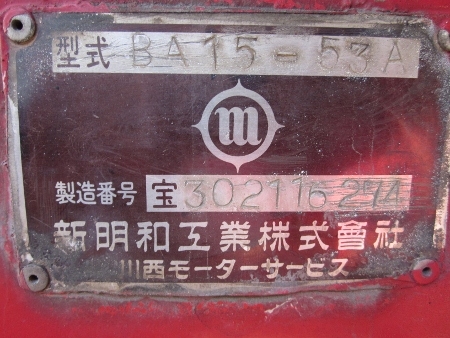 型式 BA15-53A
m
製造番号 宝302116274
新明和工業株式會社
川西モーターサービス